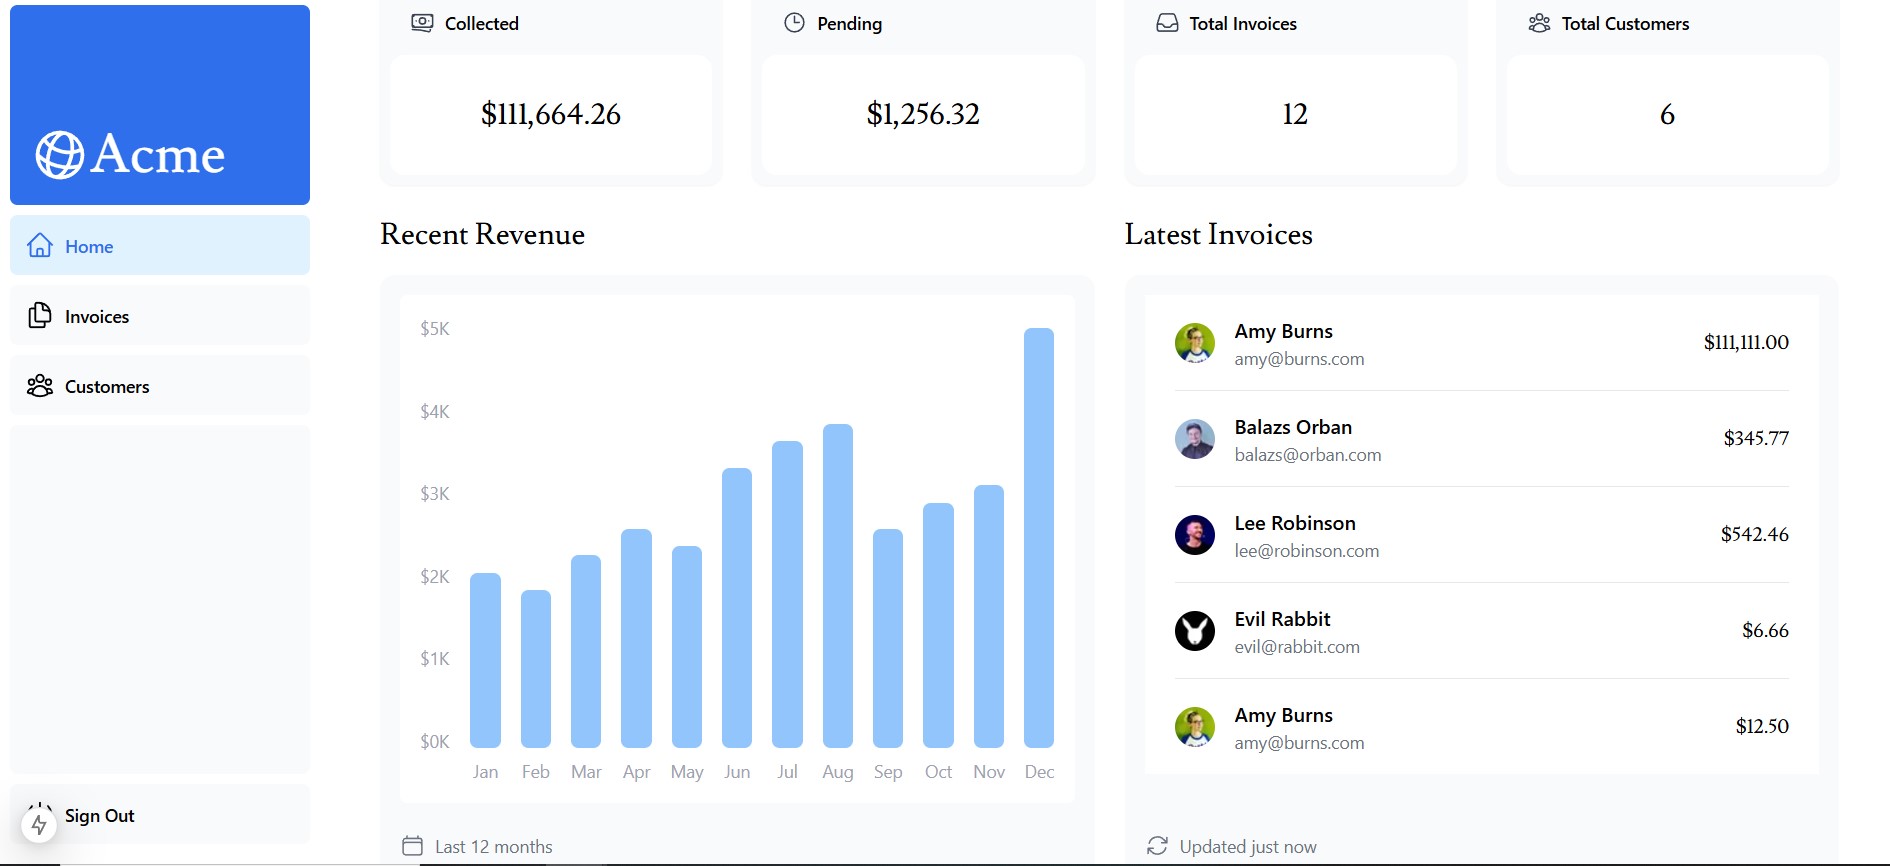 Acme
Home
Invoices
Customers
Sign Out
Collected
$111,664.26
Pending
$1,256.32
Total Invoices
12
Total Customers
6
Recent Revenue
$5K
$4K
$3K
$2K
$1K
$0K
Jan Feb Mar Apr May Jun Jul Aug Sep Oct Nov Dec
Last 12 months
Latest Invoices
Amy Burns
amy@burns.com
$111,111.00
Balazs Orban
balazs@orban.com
$345.77
Lee Robinson
lee@robinson.com
$542.46
Evil Rabbit
evil@rabbit.com
$6.66
Amy Burns
amy@burns.com
$12.50
Updated just now